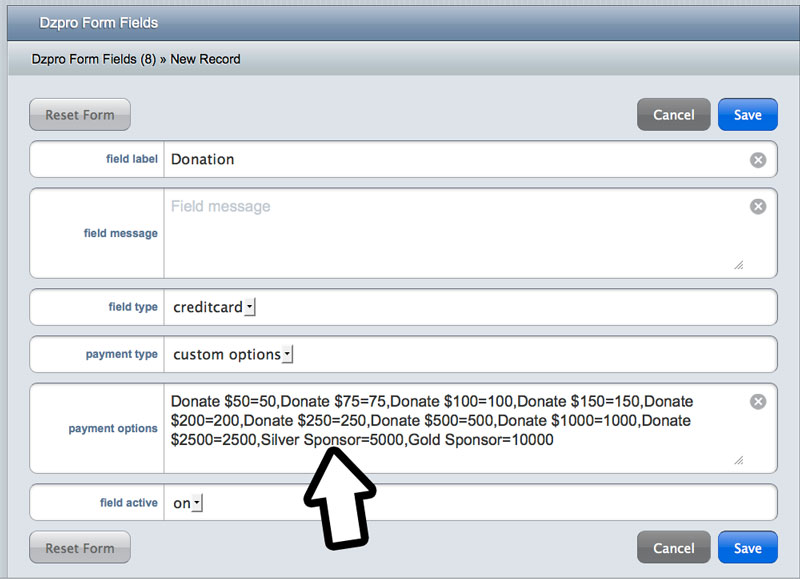 Dzpro Form Fields
Dzpro Form Fields (8) » New Record
Reset Form Cancel Save
field label Donation
field message Field message
field type creditcard
payment type custom options
payment options Donate $50=50,Donate $75=75,Donate $100=100,Donate $150=150,Donate
$200=200,Donate $250=250,Donate $500=500,Donate $1000=1000,Donate
$2500=2500,Silver Sponsor=5000,Gold Sponsor=10000
field active on
Reset Form Cancel Save